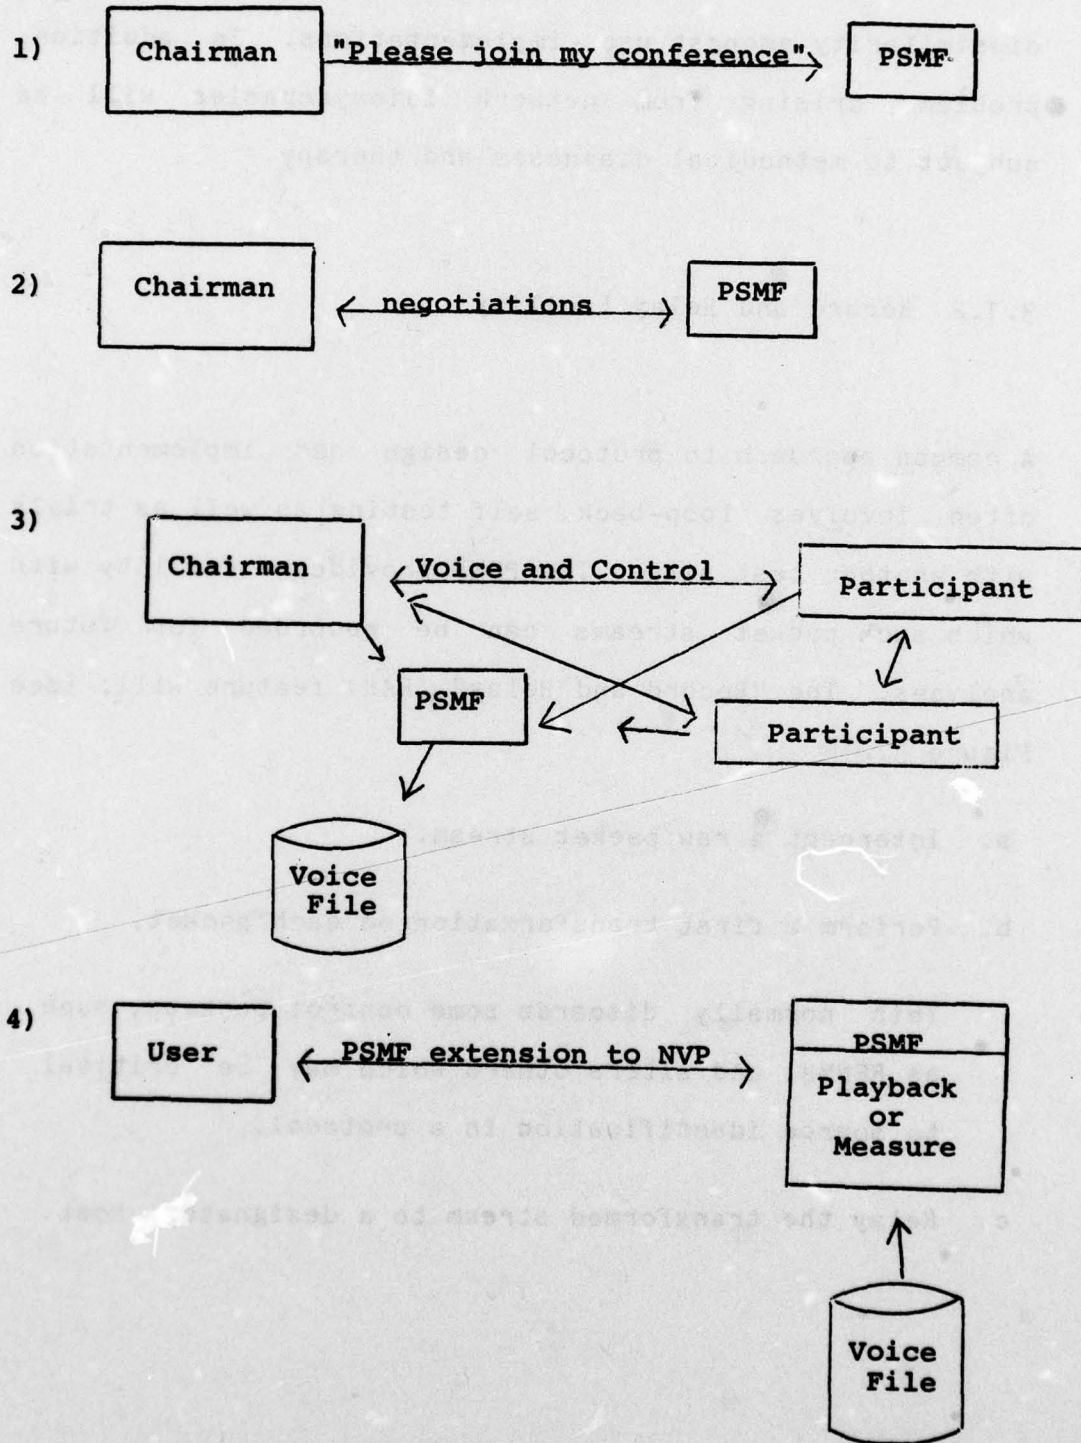 1) Chairman "Please join my conference" PSMF
2) Chairman negotiations PSMF
3)
Chairman Voice and Control Participant
PSMF
Participant
Voice
File
4)
User PSMF extension to NVP PSMF
Playback
or
Measure
Voice
File